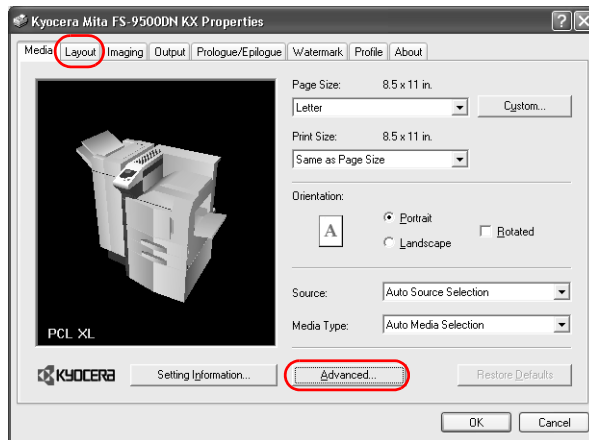 Kyocera Mita FS-9500DN KX Properties
Media Layout Imaging Output Prologue/Epilogue Watermark Profile About
Page Size: 8.5 x 11 in.
Letter Custom...
Print Size: 8.5 x 11 in.
Same as Page Size
Orientation:
A Portrait
Landscape
Rotated
Source: Auto Source Selection
Media Type: Auto Media Selection
PCL XL
KYOCERA Setting Information... Advanced... Restore Defaults
OK Cancel